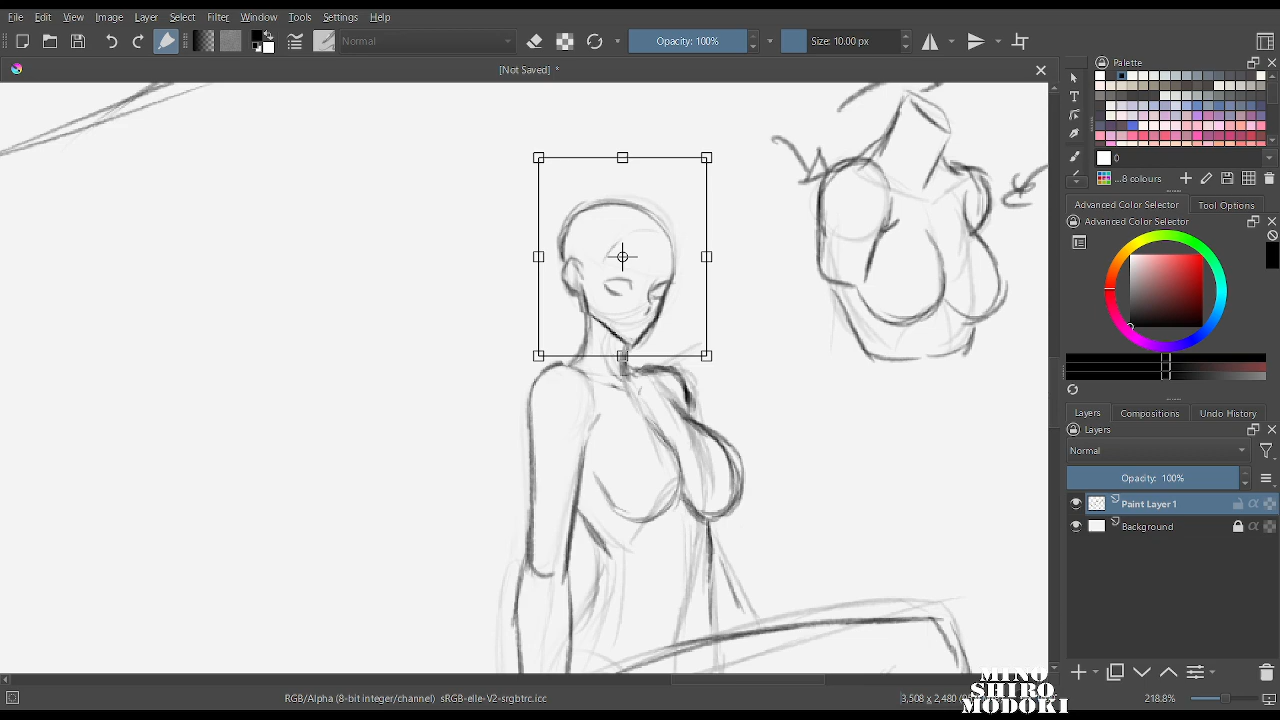 File Edit View Image Layer Select Filter Window Tools Settings Help
Normal
Opacity: 100%
Size: 10.00 px
[Not Saved] *
Palette
0
...8 colours
Advanced Color Selector Tool Options
Advanced Color Selector
Layers Compositions Undo History
Layers
Normal
Opacity: 100%
Paint Layer 1
Background
RGB/Alpha (8-bit integer/channel) sRGB-elle-V2-srgbtrc.icc
3,508 x 2,480
218.8%
MINO
SHIRO
MODOKI